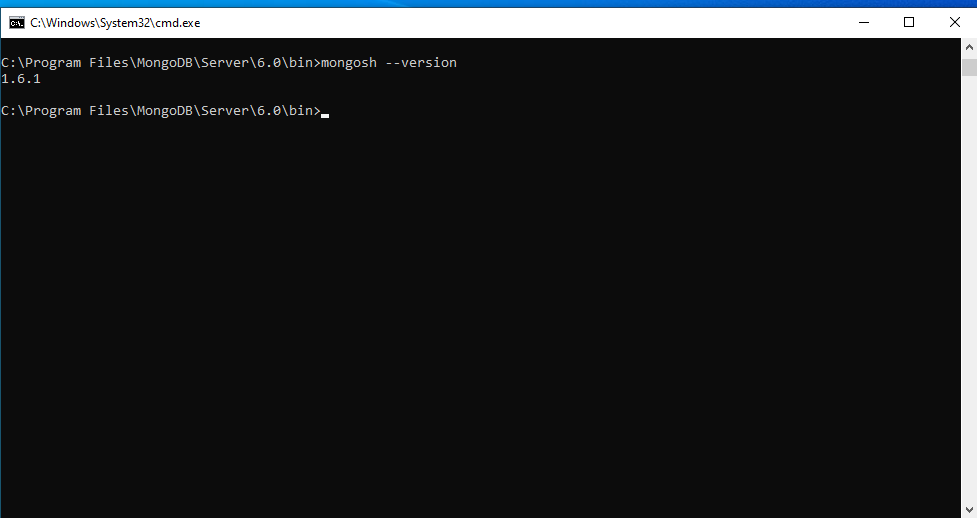 C:\Windows\System32\cmd.exe
C:\Program Files\MongoDB\Server\6.0\bin>mongosh --version
1.6.1
C:\Program Files\MongoDB\Server\6.0\bin>